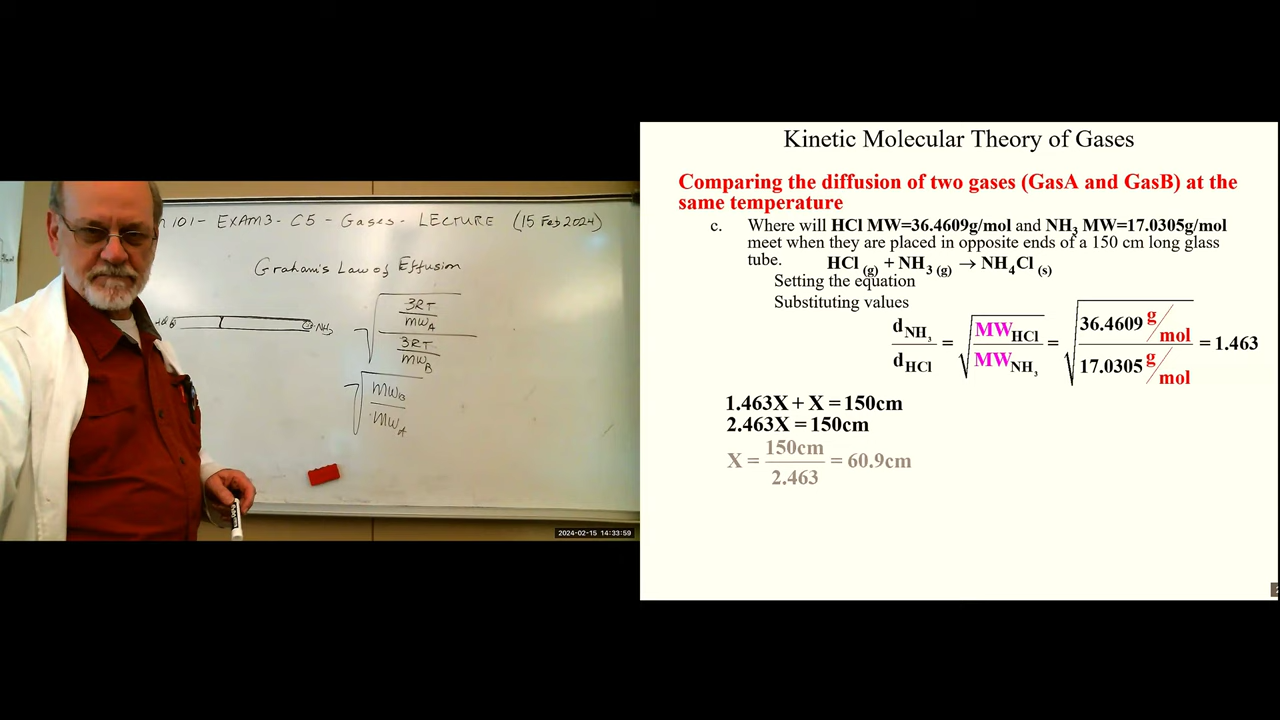 m 101- EXAM3- C5 - Gases - LECTURE (15 Feb 2024)
Graham's Law of Effusion
3RT
MWA
3RT
MWB
NH3
MWB
MWA
2024-02-15 14:33:59
Kinetic Molecular Theory of Gases
Comparing the diffusion of two gases (GasA and GasB) at the
same temperature
c. Where will HCl MW=36.4609g/mol and NH3 MW=17.0305g/mol
meet when they are placed in opposite ends of a 150 cm long glass
tube. HCl (g) + NH3 (g) → NH4Cl (s)
Setting the equation
Substituting values
dNH3 / dHCl = √(MWHCl / MWNH3) = √(36.4609 g/mol / 17.0305 g/mol) = 1.463
1.463X + X = 150cm
2.463X = 150cm
X = 150cm / 2.463 = 60.9cm